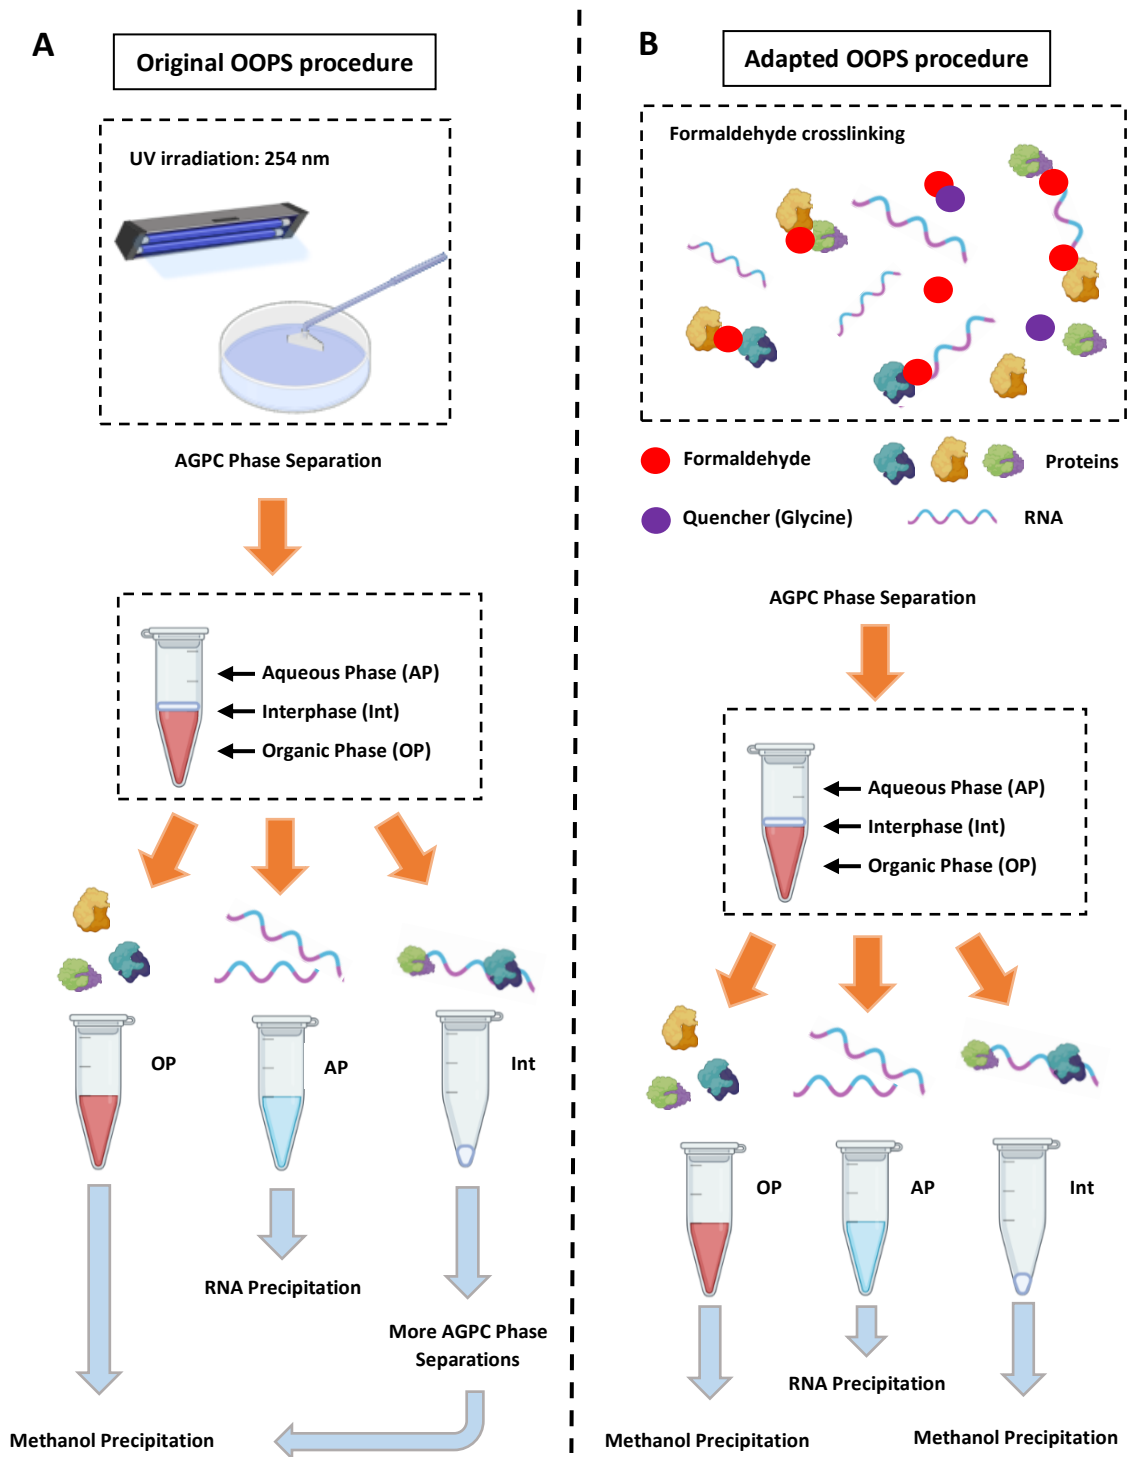 A
Original OOPS procedure
UV irradiation: 254 nm
AGPC Phase Separation
Aqueous Phase (AP)
Interphase (Int)
Organic Phase (OP)
OP
AP
Int
RNA Precipitation
More AGPC Phase
Separations
Methanol Precipitation
B
Adapted OOPS procedure
Formaldehyde crosslinking
Formaldehyde
Proteins
Quencher (Glycine)
RNA
AGPC Phase Separation
Aqueous Phase (AP)
Interphase (Int)
Organic Phase (OP)
OP
AP
Int
RNA Precipitation
Methanol Precipitation
Methanol Precipitation